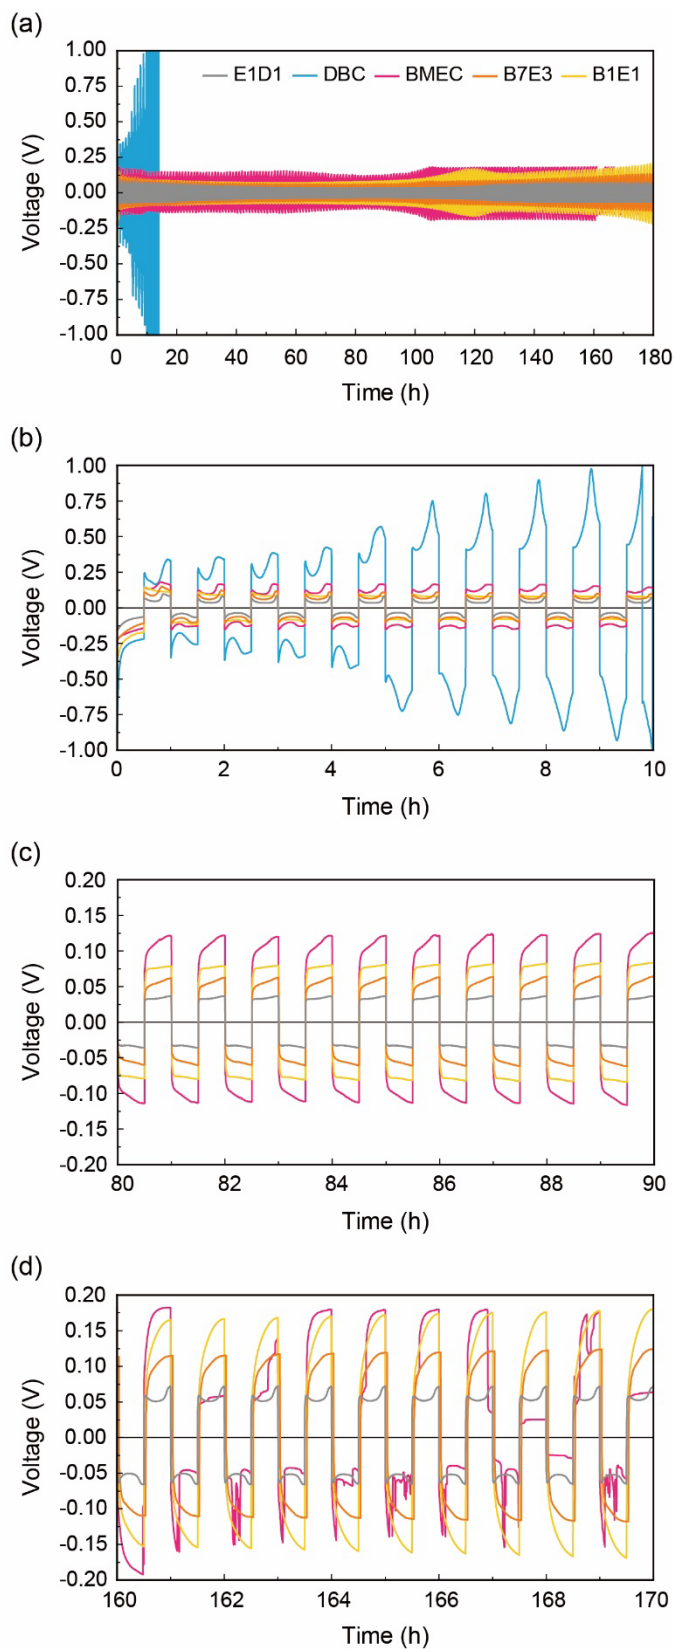 (a)
1.00
0.75
0.50
0.25
0.00
-0.25
-0.50
-0.75
-1.00
Voltage (V)
E1D1 DBC BMEC B7E3 B1E1
0 20 40 60 80 100 120 140 160 180
Time (h)
(b)
1.00
0.75
0.50
0.25
0.00
-0.25
-0.50
-0.75
-1.00
Voltage (V)
0 2 4 6 8 10
Time (h)
(c)
0.20
0.15
0.10
0.05
0.00
-0.05
-0.10
-0.15
-0.20
Voltage (V)
80 82 84 86 88 90
Time (h)
(d)
0.20
0.15
0.10
0.05
0.00
-0.05
-0.10
-0.15
-0.20
Voltage (V)
160 162 164 166 168 170
Time (h)